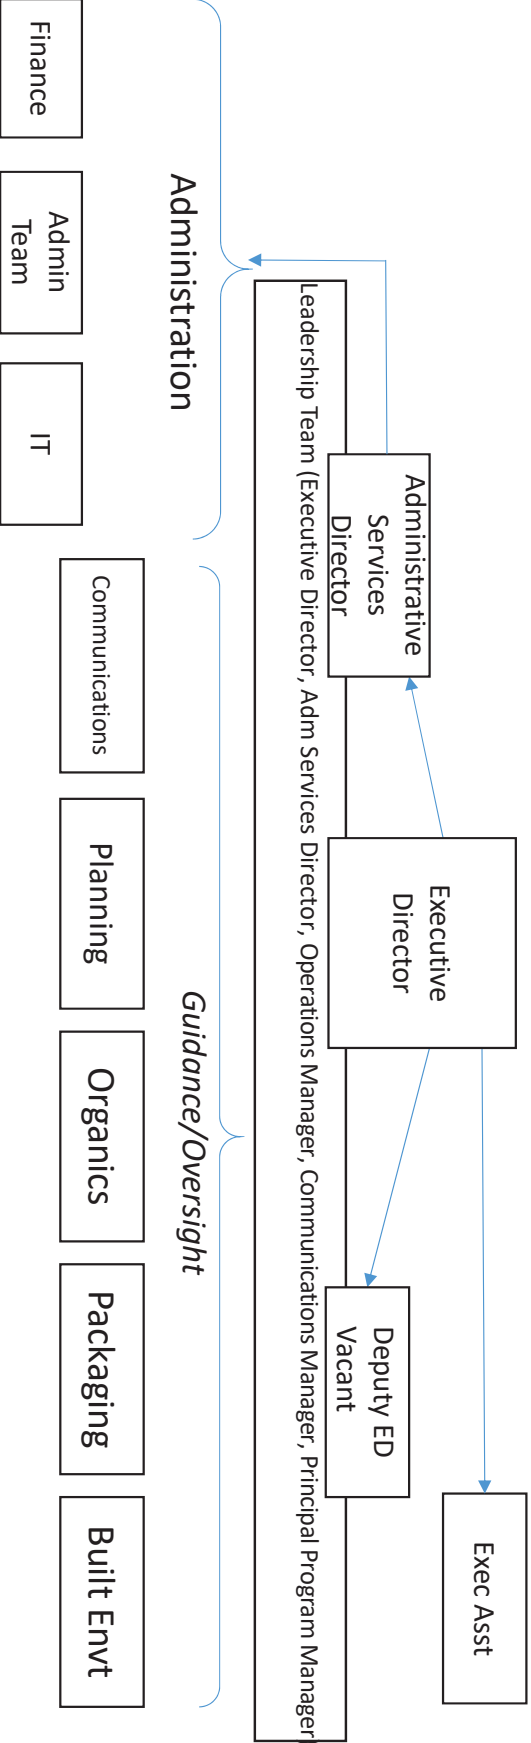 Executive
Director
Exec Asst
Administrative
Services
Director
Deputy ED
Vacant
Leadership Team (Executive Director, Adm Services Director, Operations Manager, Communications Manager, Principal Program Manager)
Administration
Guidance/Oversight
Finance
Admin
Team
IT
Communications
Planning
Organics
Packaging
Built Envt